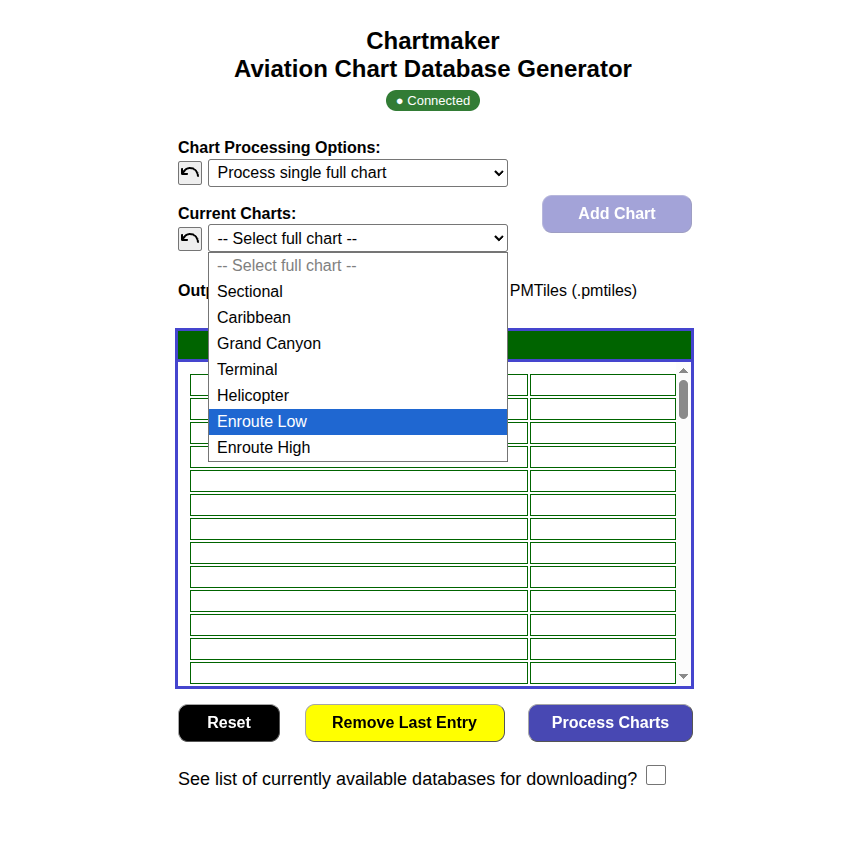 Chartmaker
Aviation Chart Database Generator
● Connected
Chart Processing Options:
Process single full chart
Current Charts:
Add Chart
-- Select full chart --
-- Select full chart --
Sectional
PMTiles (.pmtiles)
Caribbean
Grand Canyon
Terminal
Helicopter
Enroute Low
Enroute High
Reset
Remove Last Entry
Process Charts
See list of currently available databases for downloading?